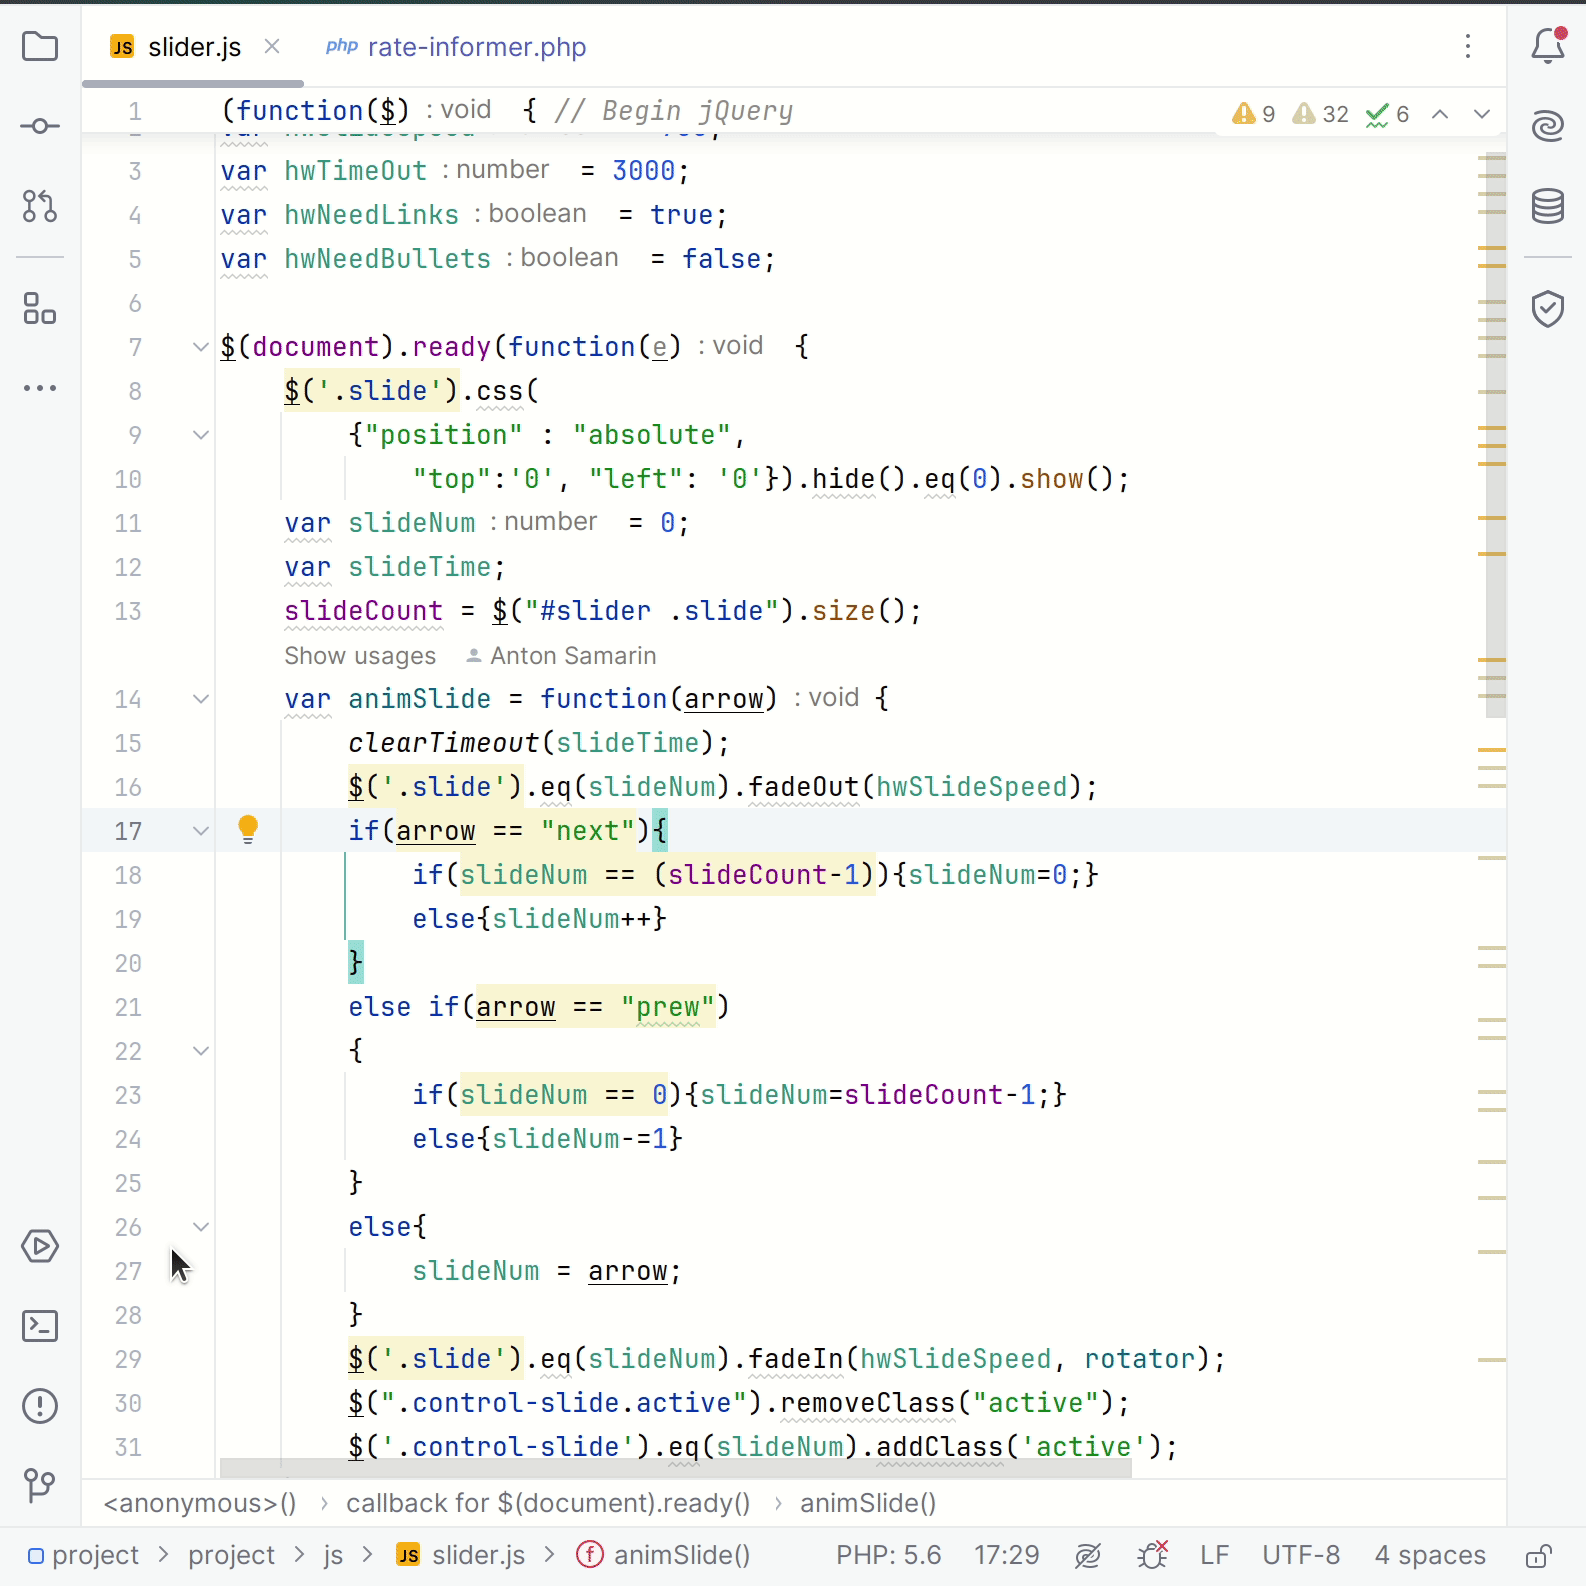 JS slider.js
php rate-informer.php
1 (function($) : void { // Begin jQuery
9 32 6
3 var hwTimeOut : number = 3000;
4 var hwNeedLinks : boolean = true;
5 var hwNeedBullets : boolean = false;
6
7 $(document).ready(function(e) : void {
8 $('.slide').css(
9 {"position" : "absolute",
10 "top":'0', "left": '0'}).hide().eq(0).show();
11 var slideNum : number = 0;
12 var slideTime;
13 slideCount = $("#slider .slide").size();
Show usages Anton Samarin
14 var animSlide = function(arrow) : void {
15 clearTimeout(slideTime);
16 $('.slide').eq(slideNum).fadeOut(hwSlideSpeed);
17 if(arrow == "next"){
18 if(slideNum == (slideCount-1)){slideNum=0;}
19 else{slideNum++}
20 }
21 else if(arrow == "prew")
22 {
23 if(slideNum == 0){slideNum=slideCount-1;}
24 else{slideNum-=1}
25 }
26 else{
27 slideNum = arrow;
28 }
29 $('.slide').eq(slideNum).fadeIn(hwSlideSpeed, rotator);
30 $(".control-slide.active").removeClass("active");
31 $('.control-slide').eq(slideNum).addClass('active');
<anonymous>() › callback for $(document).ready() › animSlide()
project > project > js > JS slider.js > f animSlide() PHP: 5.6 17:29 LF UTF-8 4 spaces